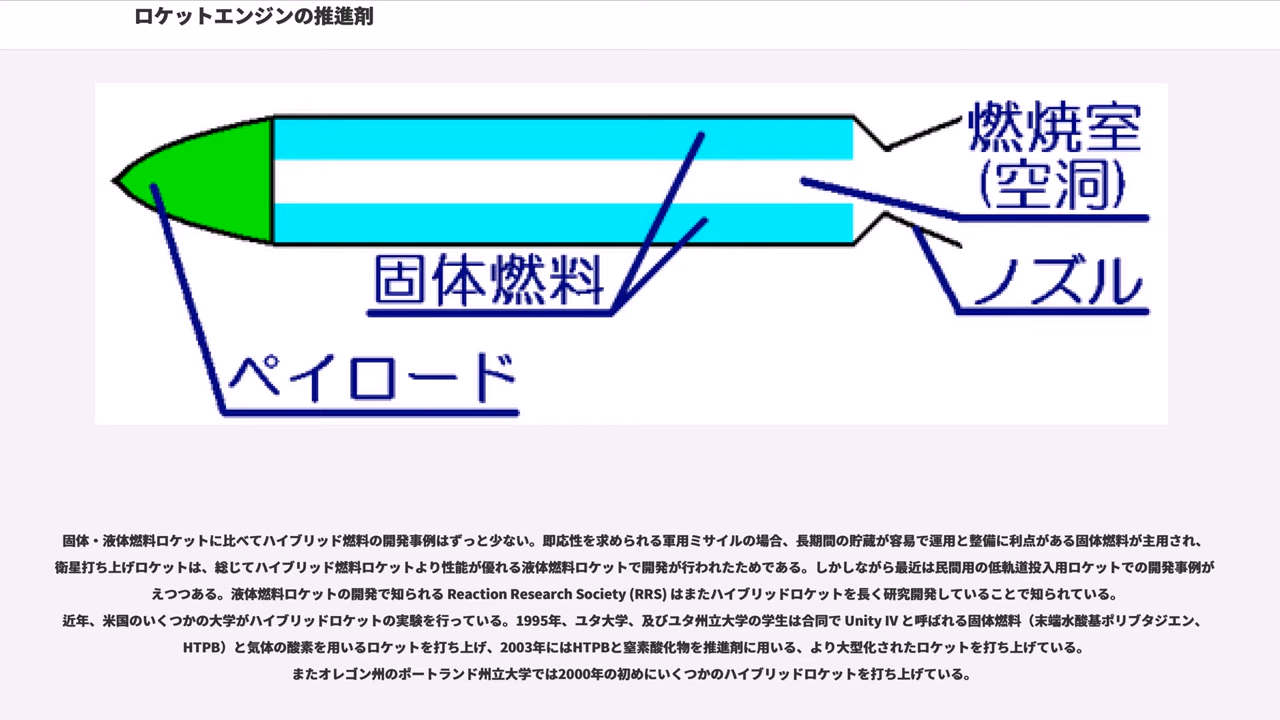 ロケットエンジンの推進剤
燃焼室
(空洞)
ノズル
固体燃料
ペイロード
固体・液体燃料ロケットに比べてハイブリッド燃料の開発事例はずっと少ない。即応性を求められる軍用ミサイルの場合、長期間の貯蔵が容易で運用と整備に利点がある固体燃料が主用され、
衛星打ち上げロケットは、総じてハイブリッド燃料ロケットより性能が優れる液体燃料ロケットで開発が行われたためである。しかしながら最近は民間用の低軌道投入用ロケットでの開発事例が
えつつある。液体燃料ロケットの開発で知られる Reaction Research Society (RRS) はまたハイブリッドロケットを長く研究開発していることで知られている。
近年、米国のいくつかの大学がハイブリッドロケットの実験を行っている。1995年、ユタ大学、及びユタ州立大学の学生は合同で Unity IV と呼ばれる固体燃料（末端水酸基ポリブタジエン、
HTPB）と気体の酸素を用いるロケットを打ち上げ、2003年にはHTPBと窒素酸化物を推進剤に用いる、より大型化されたロケットを打ち上げている。
またオレゴン州のポートランド州立大学では2000年の初めにいくつかのハイブリッドロケットを打ち上げている。